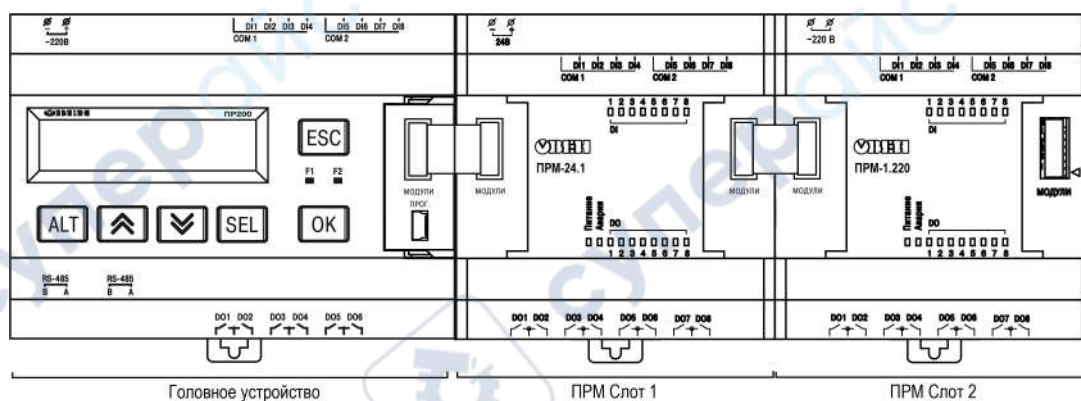 ~220В
DI1 DI2 DI3 DI4 DI5 DI6 DI7 DI8
COM 1 COM 2
24В
DI1 DI2 DI3 DI4 DI5 DI6 DI7 DI8
COM 1 COM 2
~220 В
DI1 DI2 DI3 DI4 DI5 DI6 DI7 DI8
COM 1 COM 2
ОВЕН ПР200
ESC
F1 F2
ALT SEL OK
МОДУЛИ
ПРОГ.
RS-485 RS-485
B A B A
DO1 DO2 DO3 DO4 DO5 DO6
МОДУЛИ
1 2 3 4 5 6 7 8
DI
ОВЕН
ПРМ-24.1
Питание
Авария
DO
1 2 3 4 5 6 7 8
МОДУЛИ
DO1 DO2 DO3 DO4 DO5 DO6 DO7 DO8
МОДУЛИ
1 2 3 4 5 6 7 8
DI
ОВЕН
ПРМ-1.220
Питание
Авария
DO
1 2 3 4 5 6 7 8
МОДУЛИ
DO1 DO2 DO3 DO4 DO5 DO6 DO7 DO8
Головное устройство
ПРМ Слот 1
ПРМ Слот 2
супер